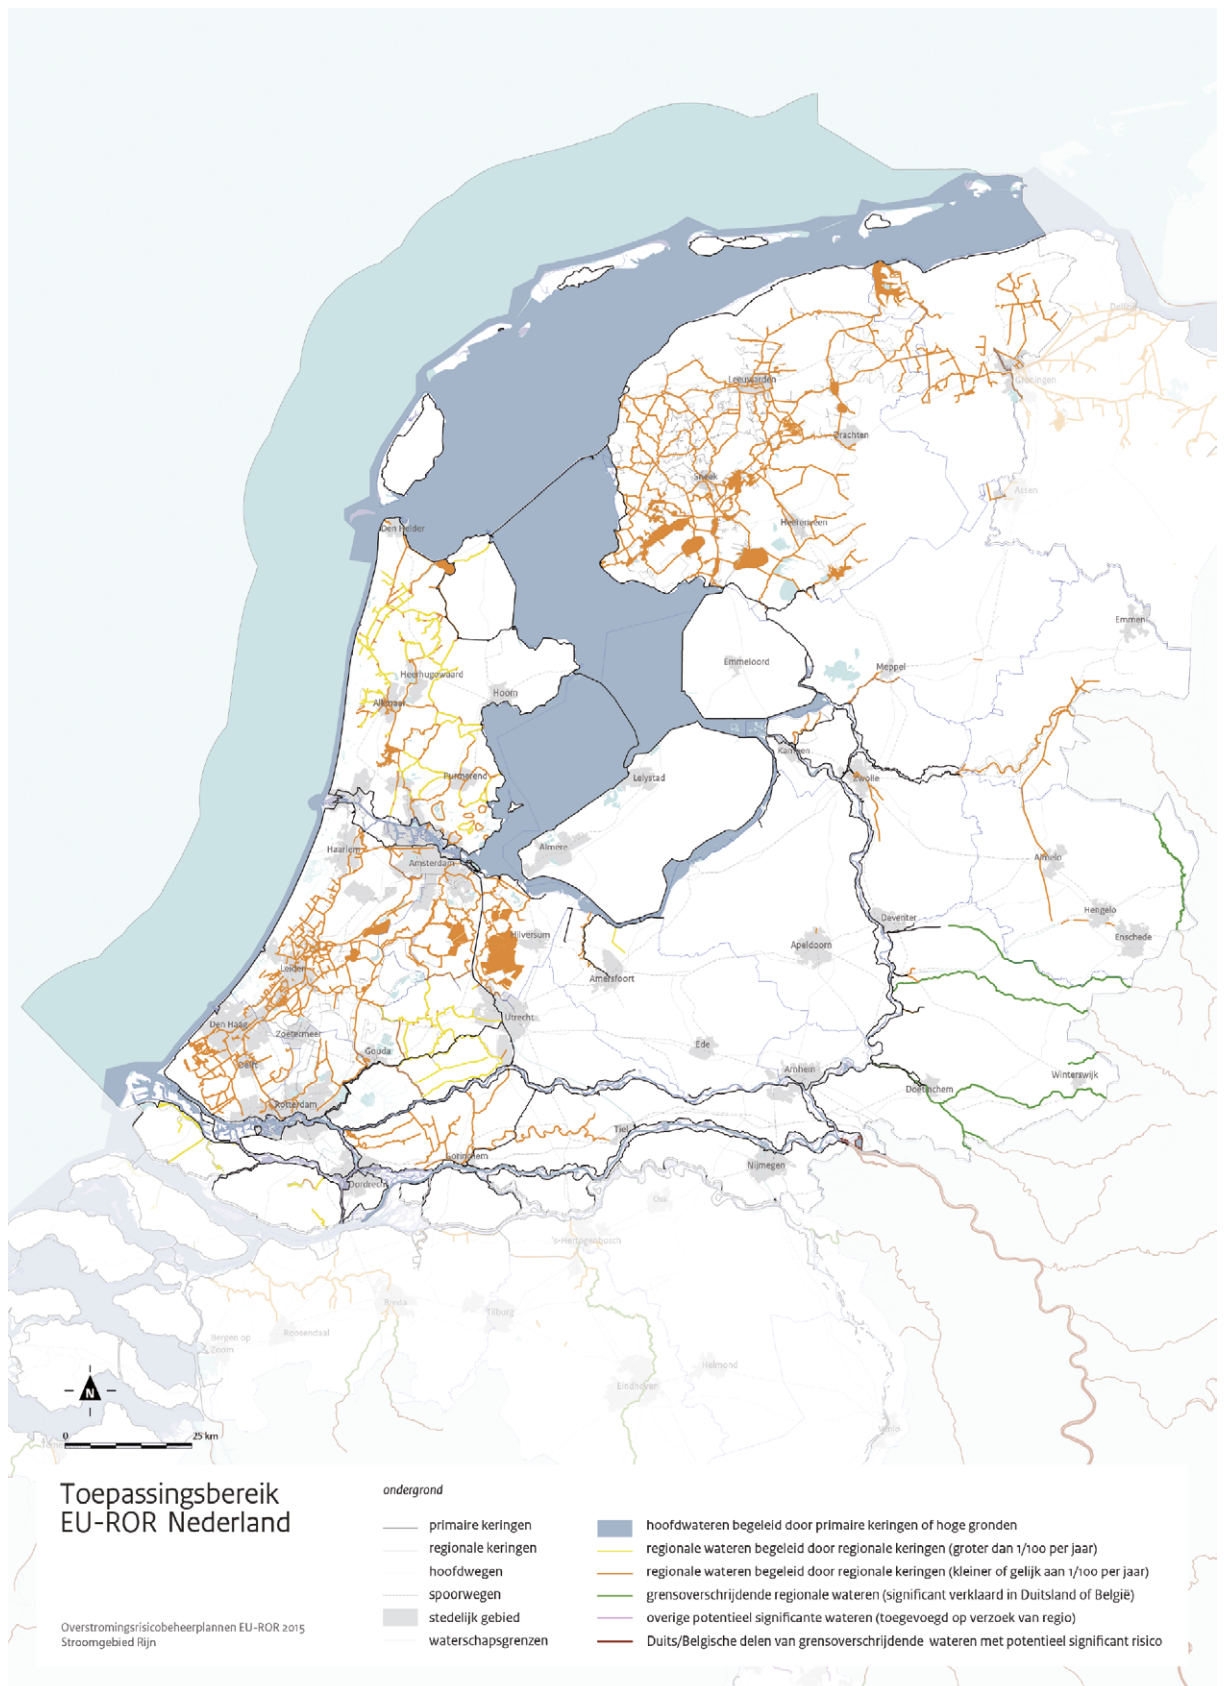 Delfzijl
Groningen
Leeuwarden
Drachten
Sneek
Assen
Heerenveen
Den Helder
Emmen
Emmeloord
Meppel
Heerhugowaard
Hoorn
Alkmaar
Kampen
Purmerend
Lelystad
Zwolle
Haarlem
Almere
Amsterdam
Almelo
Hengelo
Deventer
Enschede
Hilversum
Apeldoorn
Leiden
Amersfoort
Utrecht
Den Haag
Zoetermeer
Ede
Gouda
Delft
Arnhem
Winterswijk
Doetinchem
Rotterdam
Tiel
Gorinchem
Nijmegen
Dordrecht
Oss
's-Hertogenbosch
Breda
Tilburg
Roosendaal
Bergen op
Zoom
Helmond
Eindhoven
Venlo
N
0 25 km
Toepassingsbereik
EU-ROR Nederland
Overstromingsrisicobeheerplannen EU-ROR 2015
Stroomgebied Rijn
ondergrond
primaire keringen
regionale keringen
hoofdwegen
spoorwegen
stedelijk gebied
waterschapsgrenzen
hoofdwateren begeleid door primaire keringen of hoge gronden
regionale wateren begeleid door regionale keringen (groter dan 1/100 per jaar)
regionale wateren begeleid door regionale keringen (kleiner of gelijk aan 1/100 per jaar)
grensoverschrijdende regionale wateren (significant verklaard in Duitsland of België)
overige potentieel significante wateren (toegevoegd op verzoek van regio)
Duits/Belgische delen van grensoverschrijdende wateren met potentieel significant risico